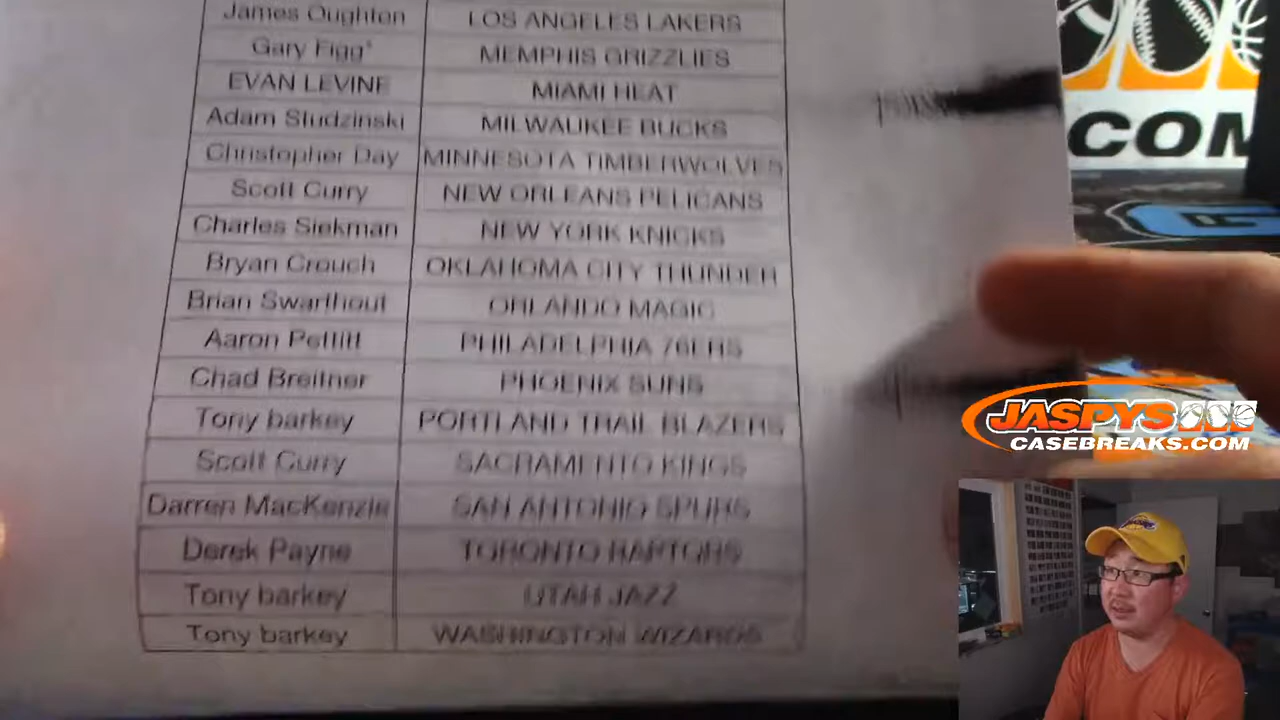 James Oughton LOS ANGELES LAKERS
Gary Figg* MEMPHIS GRIZZLIES
EVAN LEVINE MIAMI HEAT
Adam Studzinski MILWAUKEE BUCKS
Christopher Day MINNESOTA TIMBERWOLVES
Scott Curry NEW ORLEANS PELICANS
Charles Siekman NEW YORK KNICKS
Bryan Crouch OKLAHOMA CITY THUNDER
Brian Swarthout ORLANDO MAGIC
Aaron Pettitt PHILADELPHIA 76ERS
Chad Breitner PHOENIX SUNS
Tony barkey PORTLAND TRAIL BLAZERS
Scott Curry SACRAMENTO KINGS
Darren MacKenzie SAN ANTONIO SPURS
Derek Payne TORONTO RAPTORS
Tony barkey UTAH JAZZ
Tony barkey WASHINGTON WIZARDS
.COM
JASPYS
CASEBREAKS.COM